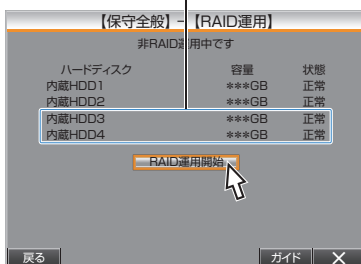 【保守全般】-【RAID運用】
非RAID運用中です
ハードディスク 容量 状態
内蔵HDD1 ***GB 正常
内蔵HDD2 ***GB 正常
内蔵HDD3 ***GB 正常
内蔵HDD4 ***GB 正常
RAID運用開始
戻る ガイド ×